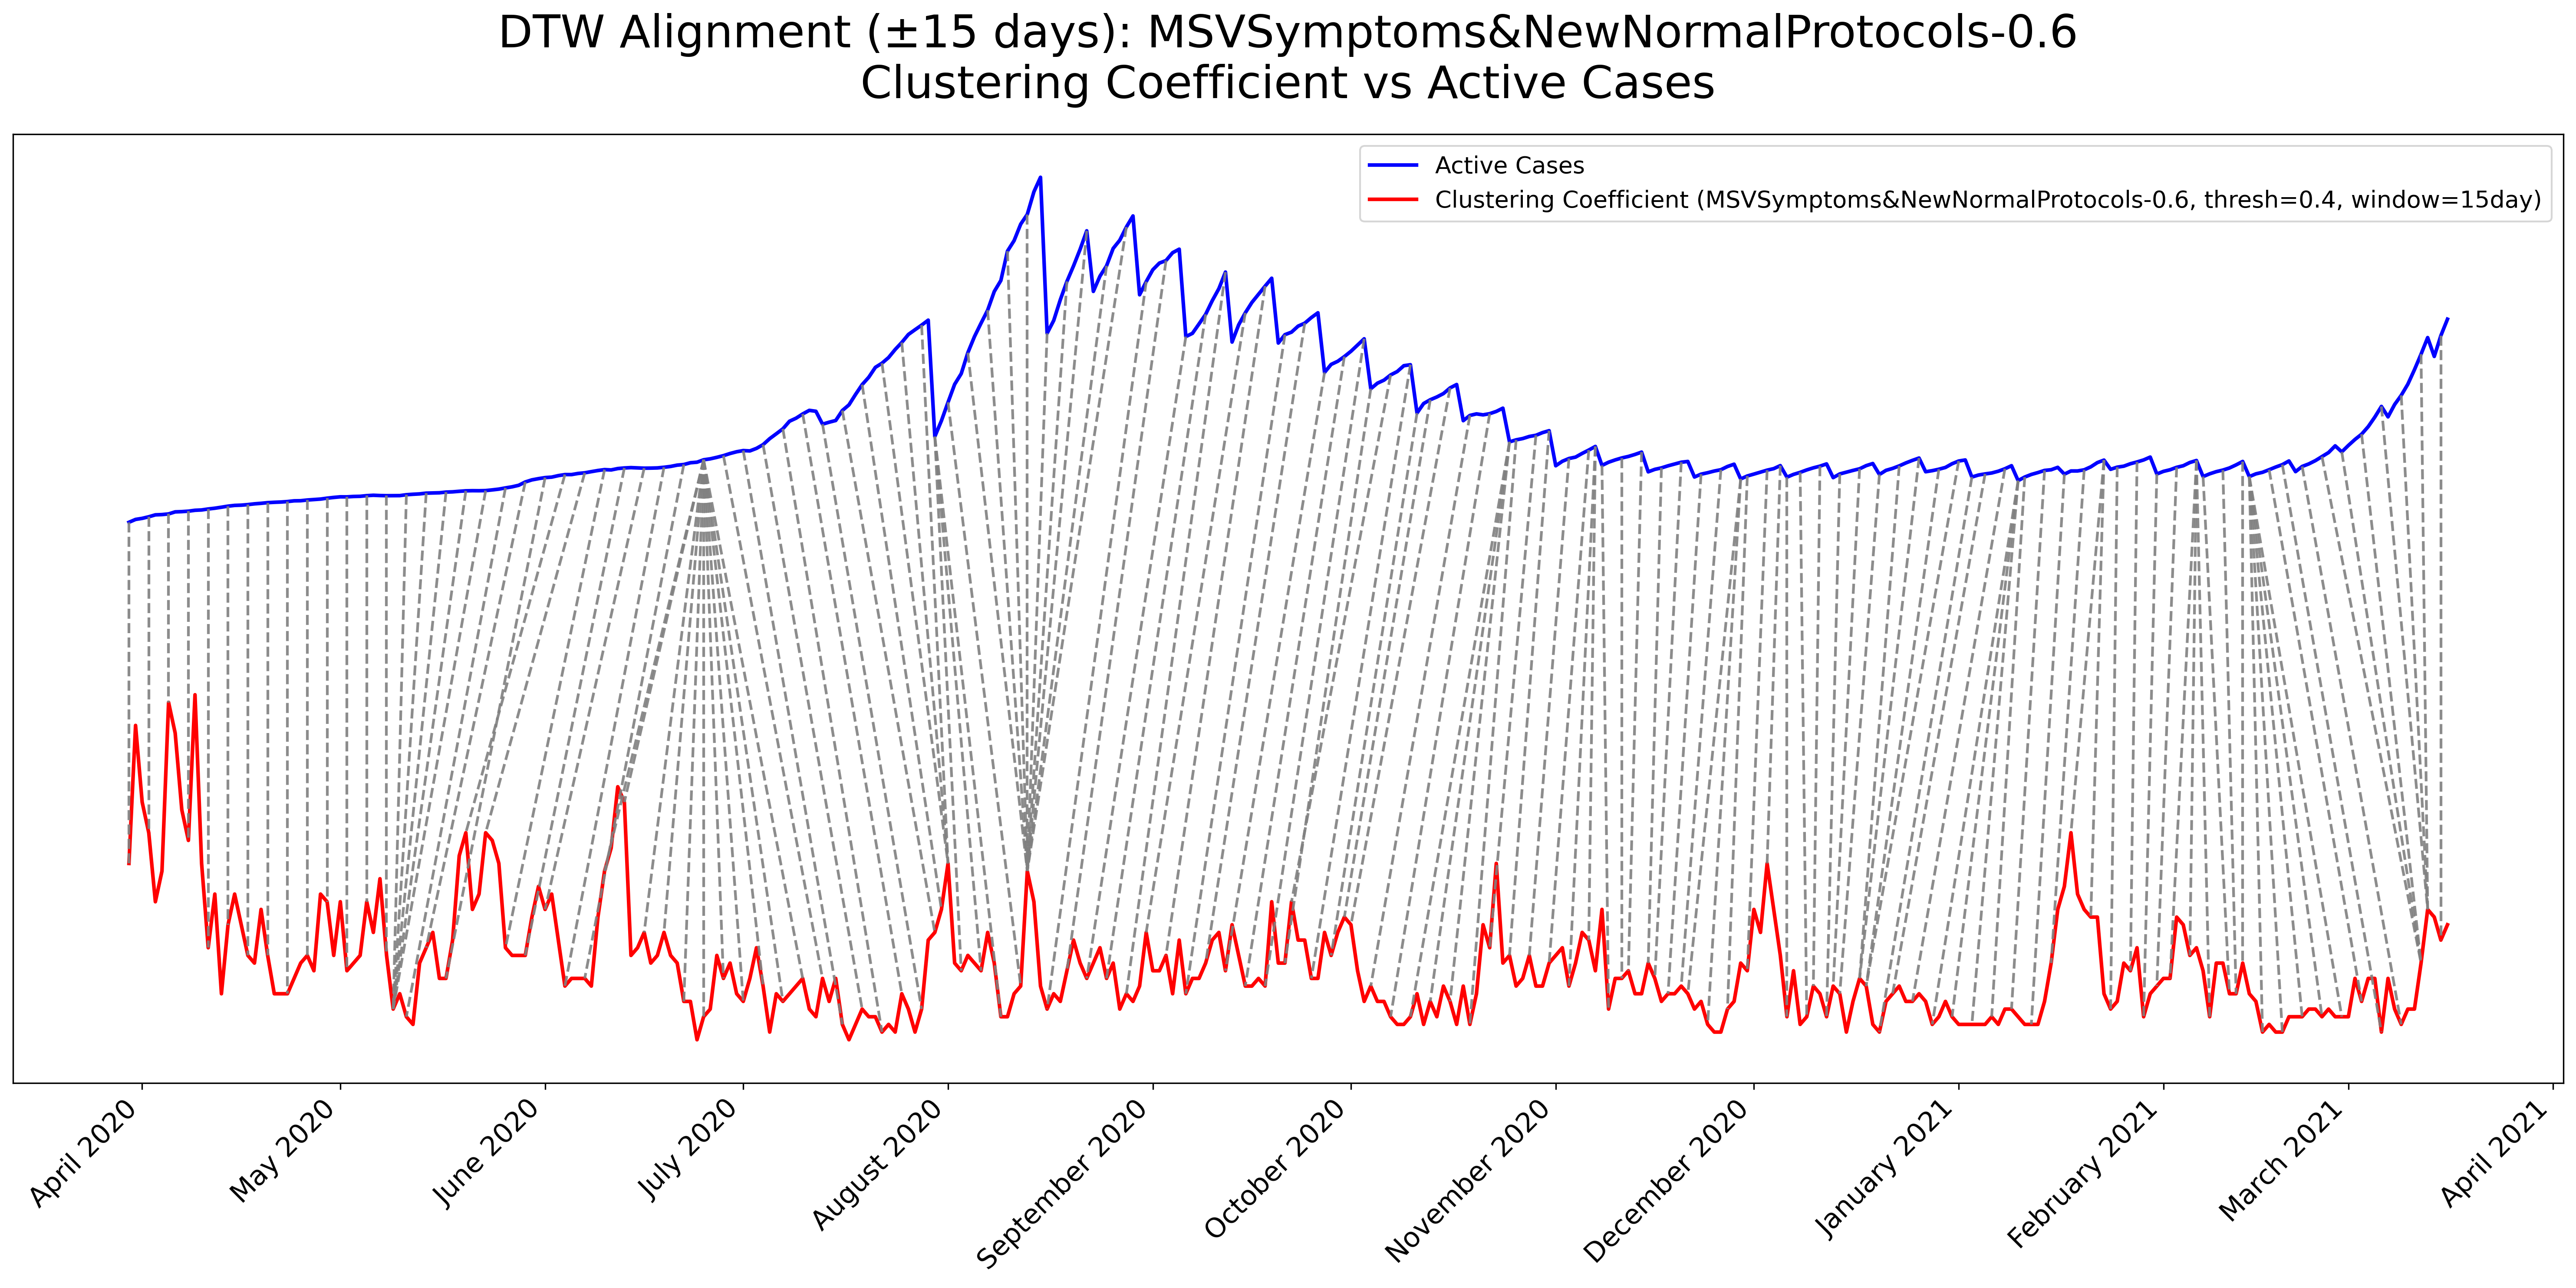 DTW Alignment (±15 days): MSVSymptoms&NewNormalProtocols-0.6
Clustering Coefficient vs Active Cases
Active Cases
Clustering Coefficient (MSVSymptoms&NewNormalProtocols-0.6, thresh=0.4, window=15day)
April 2020
May 2020
June 2020
July 2020
August 2020
September 2020
October 2020
November 2020
December 2020
January 2021
February 2021
March 2021
April 2021